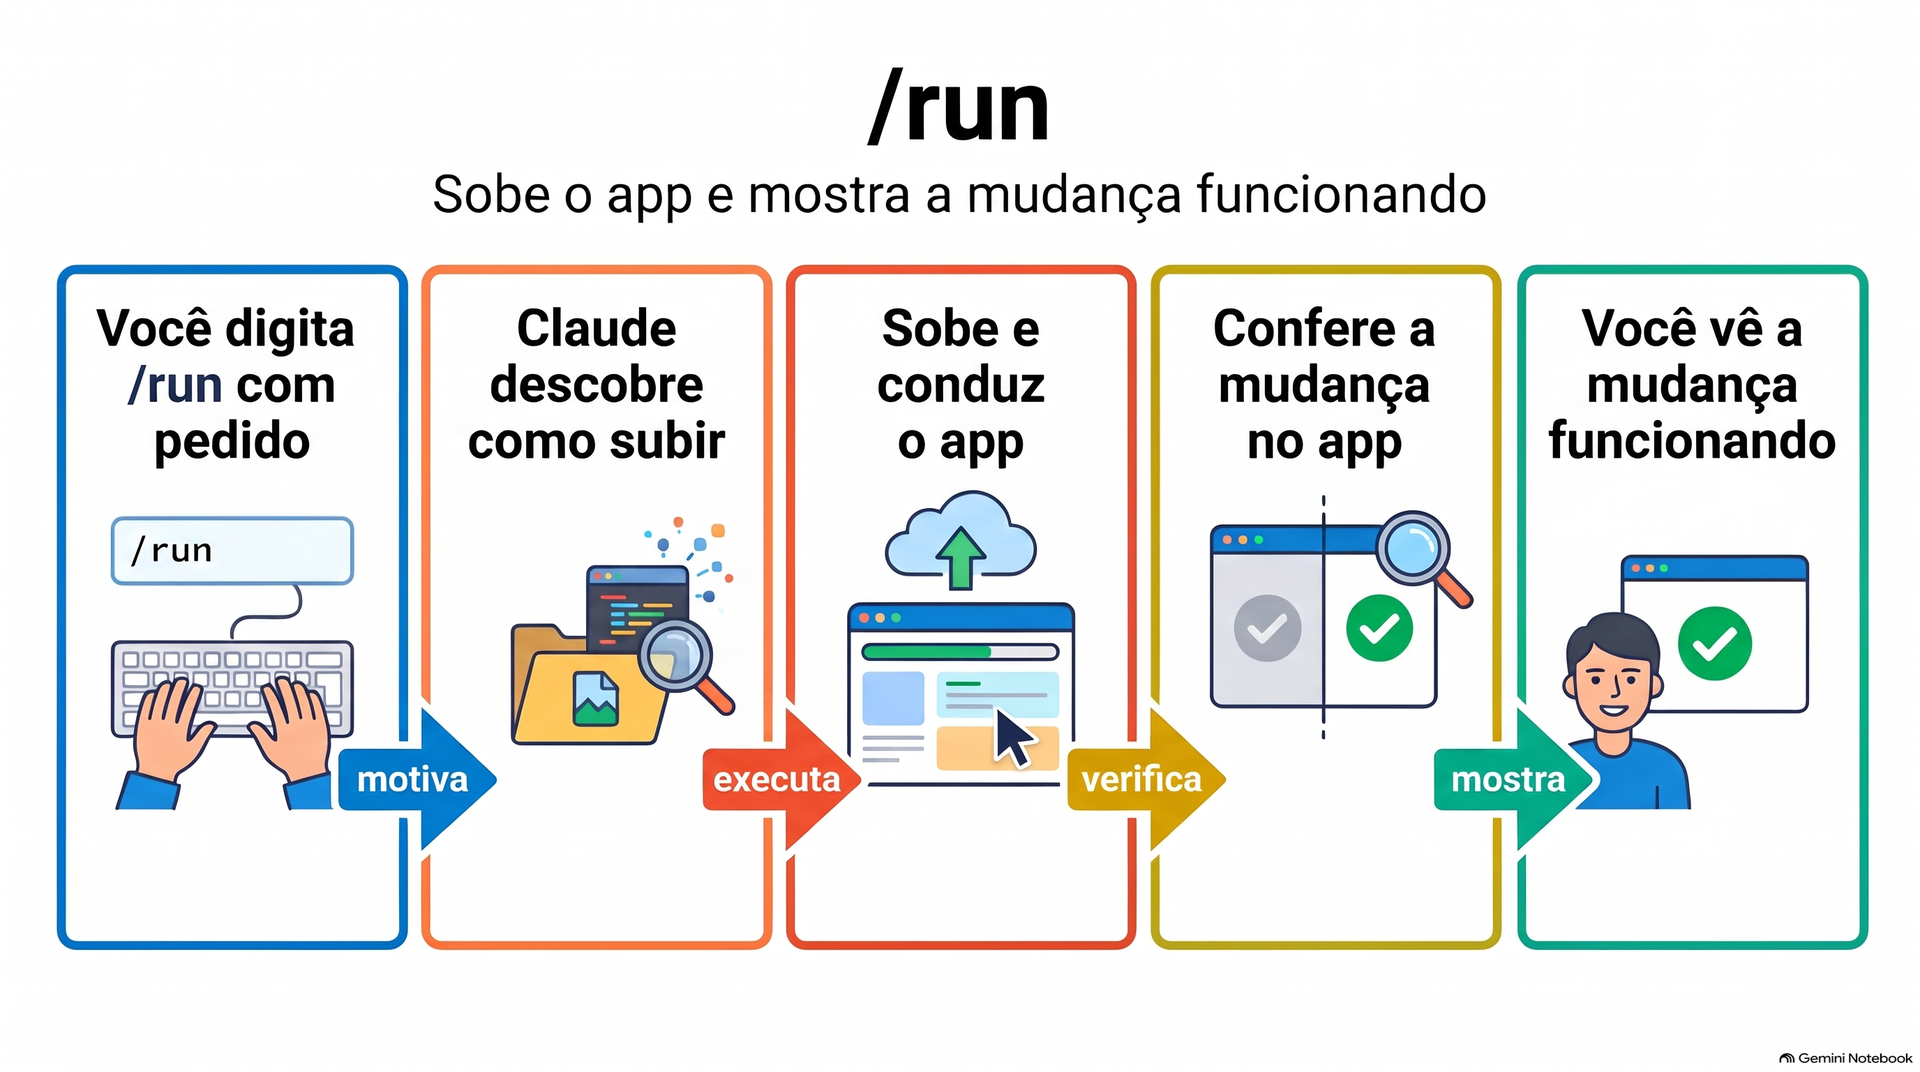 /run
Sobe o app e mostra a mudança funcionando
Você digita
/run com
pedido
/run
motiva
Claude
descobre
como subir
executa
Sobe e
conduz
o app
verifica
Confere a
mudança
no app
mostra
Você vê a
mudança
funcionando
Gemini Notebook